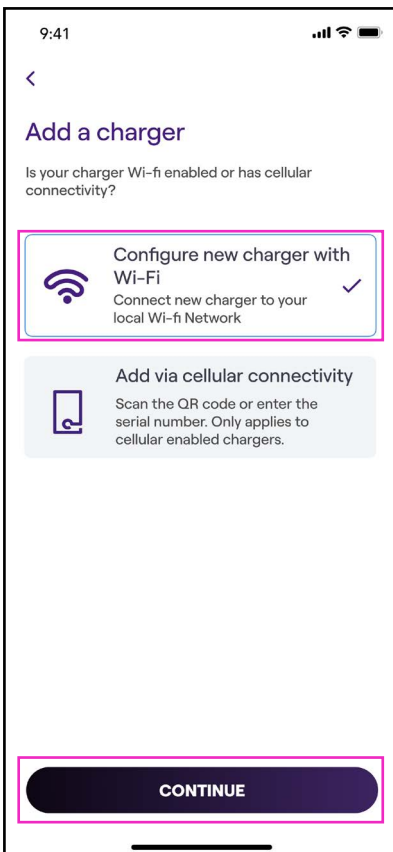 9:41
Add a charger
Is your charger Wi-fi enabled or has cellular
connectivity?
Configure new charger with
Wi-Fi
Connect new charger to your
local Wi-fi Network
Add via cellular connectivity
Scan the QR code or enter the
serial number. Only applies to
cellular enabled chargers.
CONTINUE